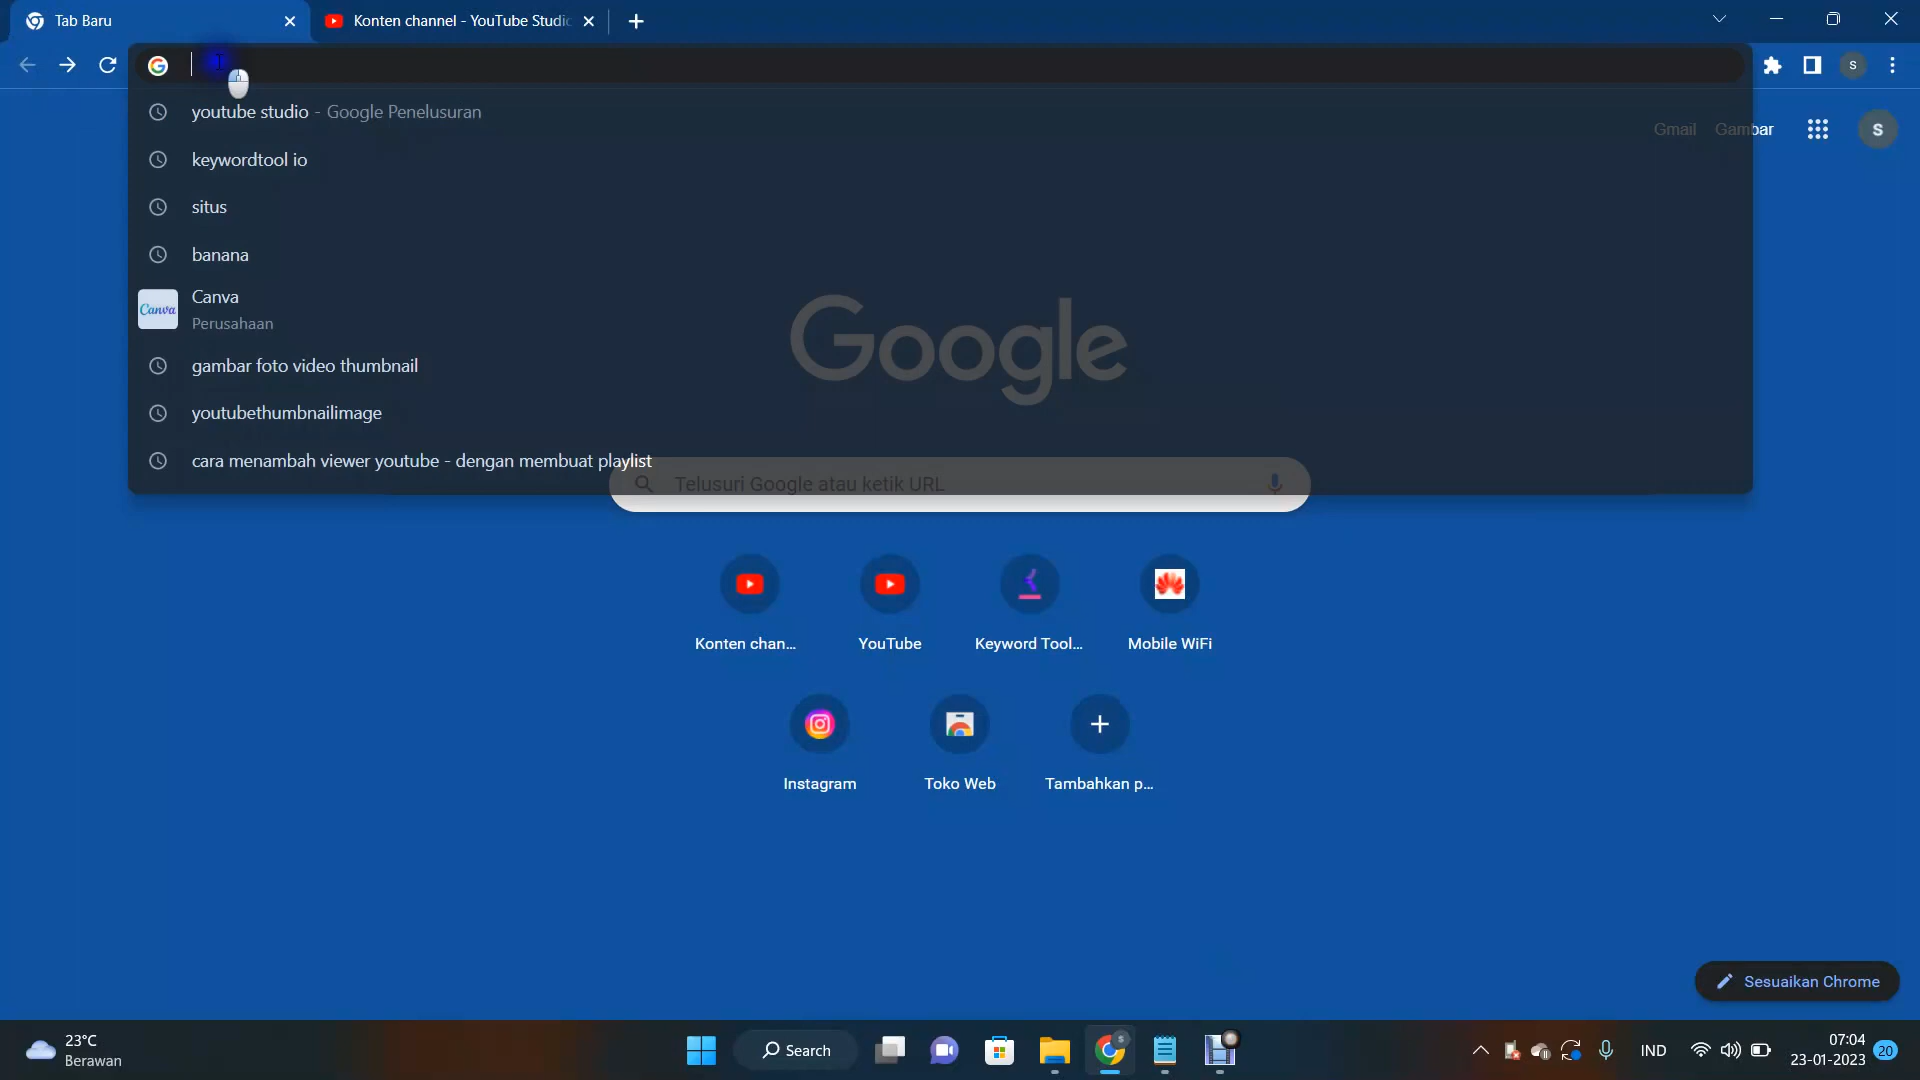 Tab Baru
Konten channel - YouTube Studio
youtube studio - Google Penelusuran
Gmail Gambar
S
S
keywordtool io
situs
banana
Canva
Canva
Perusahaan
Google
gambar foto video thumbnail
youtubethumbnailimage
cara menambah viewer youtube - dengan membuat playlist
Telusuri Google atau ketik URL
Konten chan...
YouTube
Keyword Tool...
Mobile WiFi
Instagram
Toko Web
Tambahkan p...
Sesuaikan Chrome
23°C
Berawan
Search
S
IND
07:04
23-01-2023
20